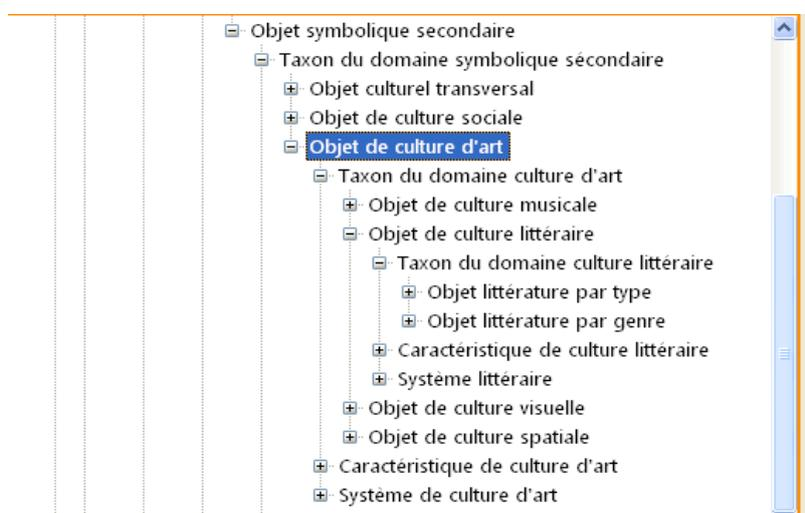 Objet symbolique secondaire
Taxon du domaine symbolique sécondaire
Objet culturel transversal
Objet de culture sociale
Objet de culture d'art
Taxon du domaine culture d'art
Objet de culture musicale
Objet de culture littéraire
Taxon du domaine culture littéraire
Objet littérature par type
Objet littérature par genre
Caractéristique de culture littéraire
Système littéraire
Objet de culture visuelle
Objet de culture spatiale
Caractéristique de culture d'art
Système de culture d'art